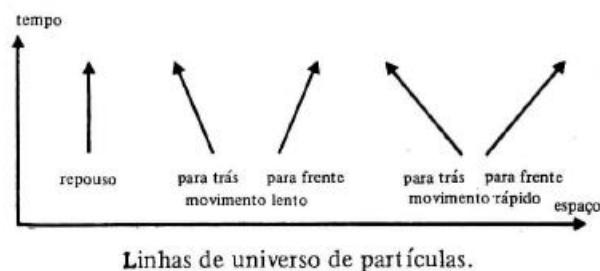 tempo
repouso
para trás para frente
movimento lento
para trás para frente
movimento rápido
espaço
Linhas de universo de partículas.